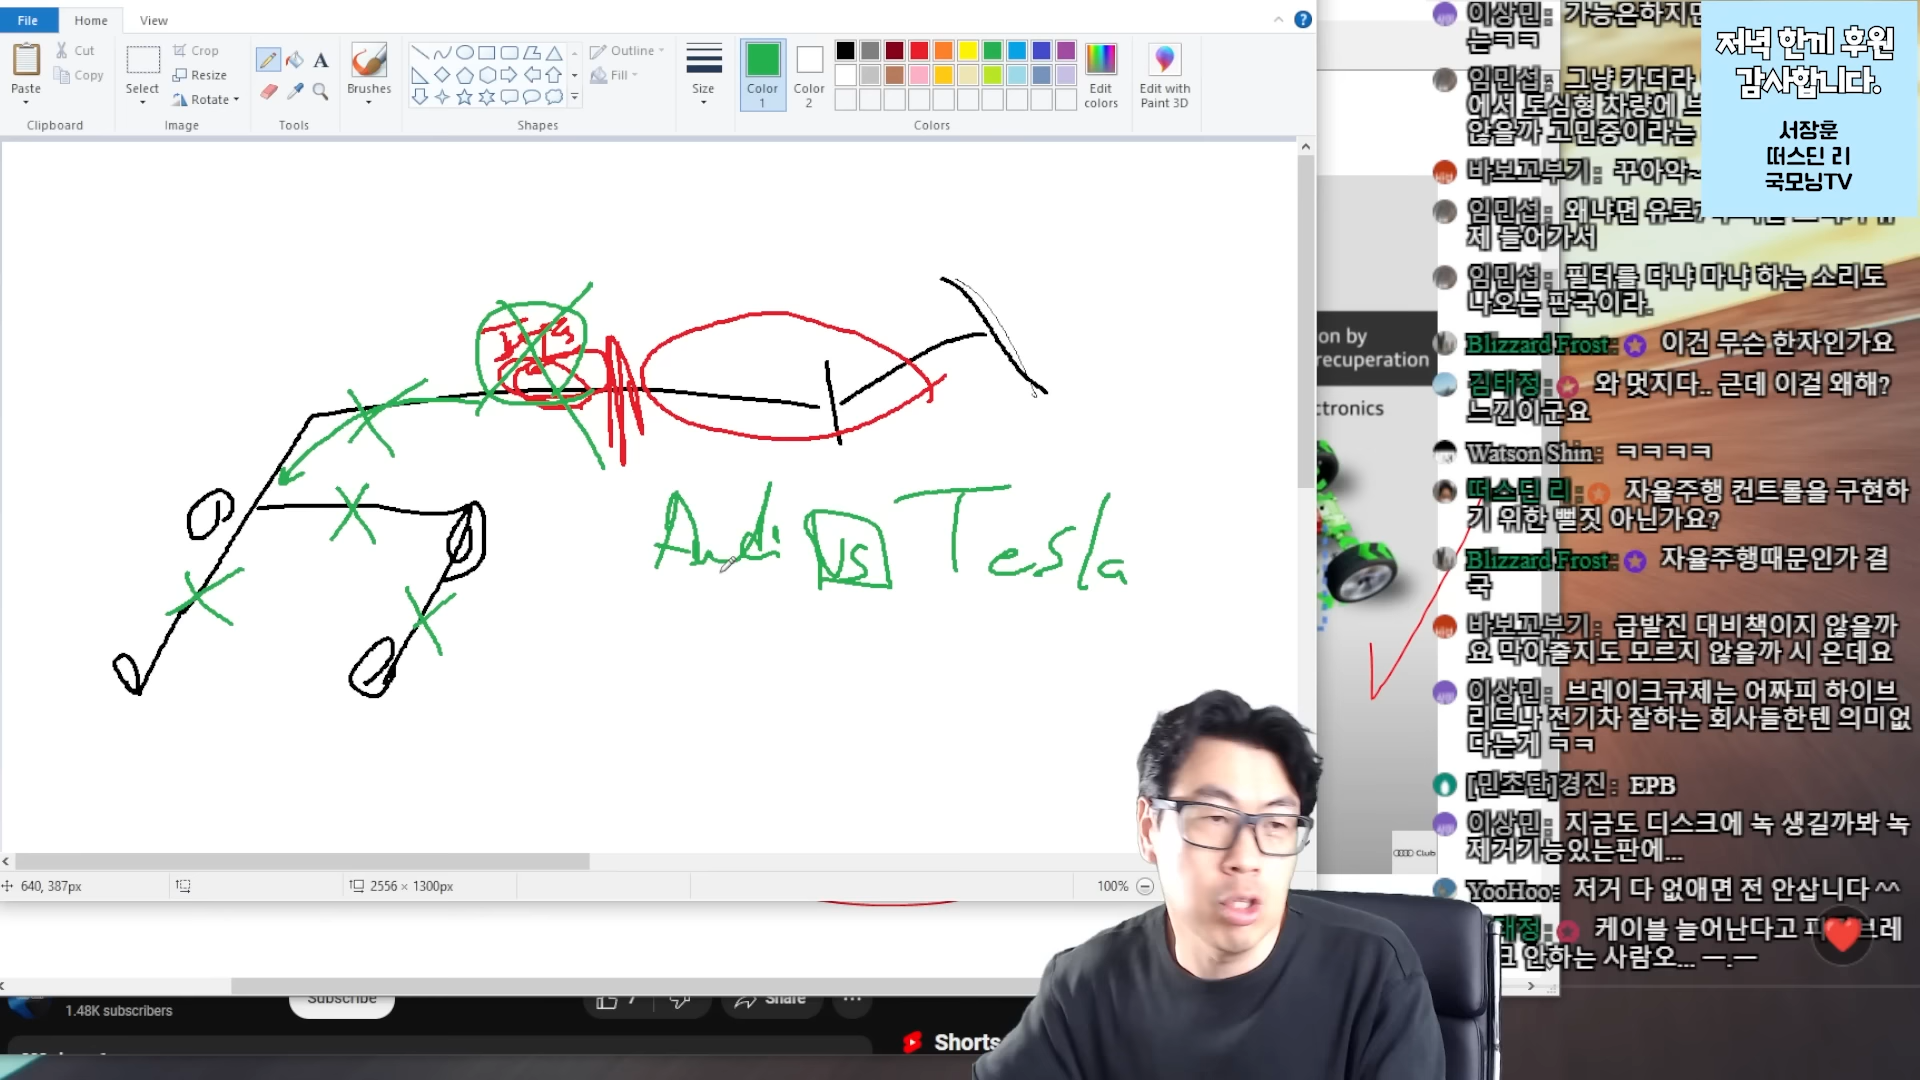 File
Home
View
Paste
Cut
Copy
Clipboard
Select
Crop
Resize
Rotate
Image
Tools
Brushes
Shapes
Outline
Fill
Size
Color
1
Color
2
Colors
Edit
colors
Edit with
Paint 3D
Audi VS Tesla
on by
recuperation
ctronics
Club
640, 387px
2556 × 1300px
100%
1.48K subscribers
Subscribe
7
Share
Shorts
저녁 한끼 후원
감사합니다.
서장훈
떠스딘 리
국모닝TV
이상민: 가능은하지만
는ㅋㅋ
임민섭: 그냥 카더라
에서 도심형 차량에
않을까 고민중이라는
바보꼬부기: 꾸아악~
임민섭: 왜냐면
제 들어가서
임민섭: 필터를 다냐 마냐 하는 소리도
나오는 판국이라.
Blizzard Frost: 이건 무슨 한자인가요
김태정: 와 멋지다.. 근데 이걸 왜해?
느낌이군요
Watson Shin: ㅋㅋㅋㅋ
떠스딘 리: 자율주행 컨트롤을 구현하
기 위한 뻘짓 아닌가요?
Blizzard Frost: 자율주행때문인가 결
국
바보꼬부기: 급발진 대비책이지 않을까
요 막아줄지도 모르지 않을까 시 은데요
이상민: 브레이크규제는 어짜피 하이브
리드나 전기차 잘하는 회사들한텐 의미없
다는게 ㅋㅋ
[민초단]경진: EPB
이상민: 지금도 디스크에 녹 생길까봐 녹
제거기능있는판에...
YooHoo: 저거 다 없애면 전 안삽니다 ^^
태정: 케이블 늘어난다고
크 안하는 사람오... ㅡ.ㅡ